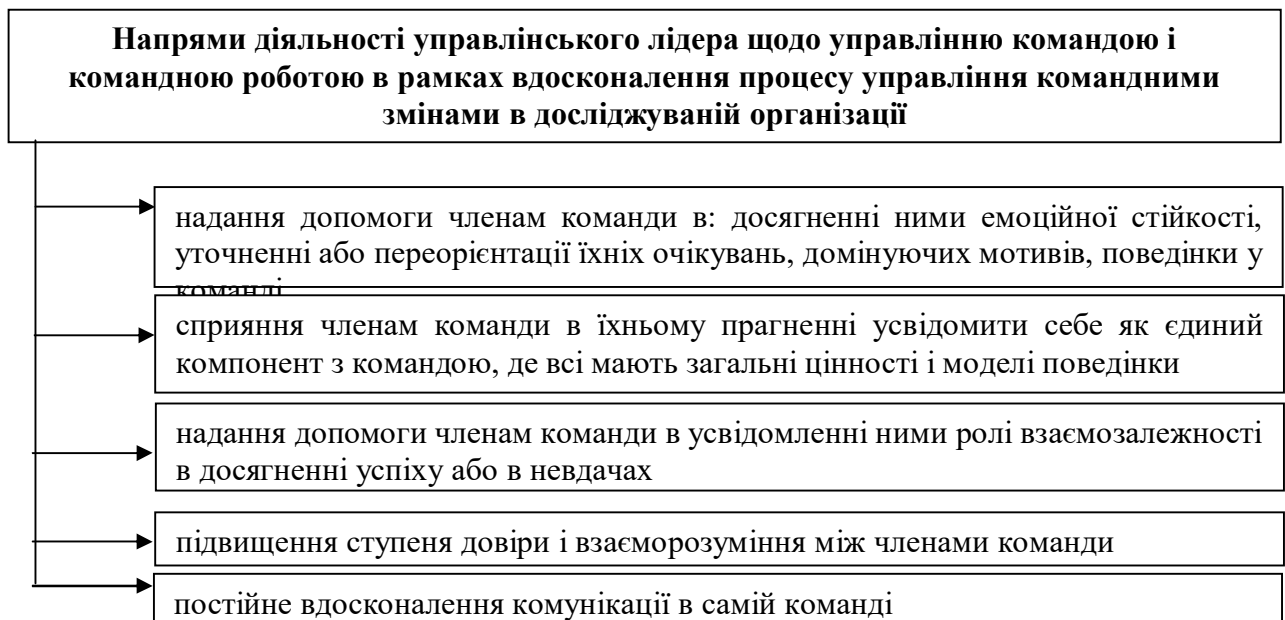 Напрями діяльності управлінського лідера щодо управлінню командою і
командною роботою в рамках вдосконалення процесу управління командними
змінами в досліджуваній організації
надання допомоги членам команди в: досягненні ними емоційної стійкості,
уточненні або переорієнтації їхніх очікувань, домінуючих мотивів, поведінки у
команді
сприяння членам команди в їхньому прагненні усвідомити себе як єдиний
компонент з командою, де всі мають загальні цінності і моделі поведінки
надання допомоги членам команди в усвідомленні ними ролі взаємозалежності
в досягненні успіху або в невдачах
підвищення ступеня довіри і взаєморозуміння між членами команди
постійне вдосконалення комунікації в самій команді